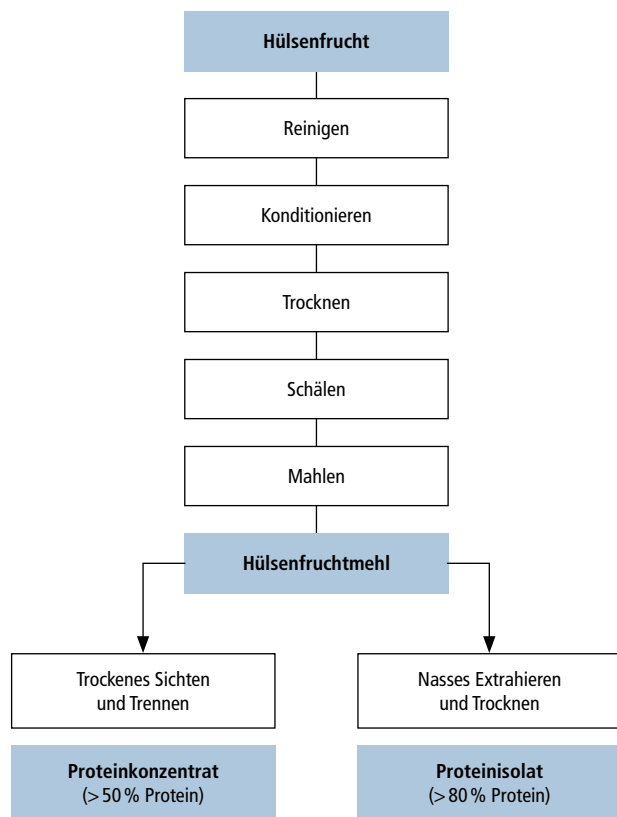 Hülsenfrucht
Reinigen
Konditionieren
Trocknen
Schälen
Mahlen
Hülsenfruchtmehl
Trockenes Sichten
und Trennen
Proteinkonzentrat
(> 50 % Protein)
Nasses Extrahieren
und Trocknen
Proteinisolat
(> 80 % Protein)